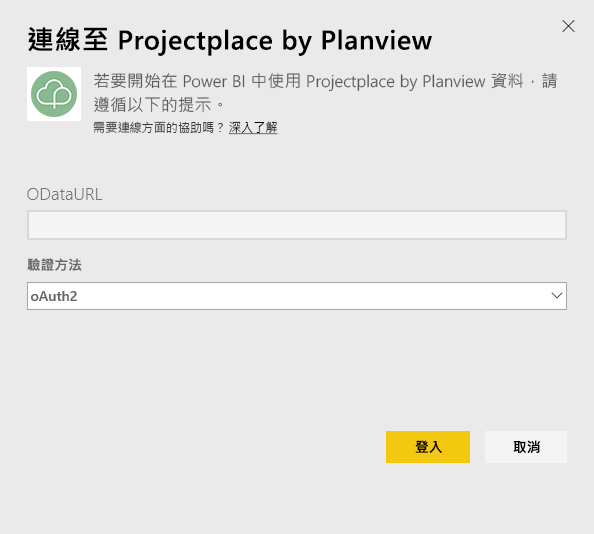 連線至 Projectplace by Planview
若要開始在 Power BI 中使用 Projectplace by Planview 資料，請
遵循以下的提示。
需要連線方面的協助嗎？ 深入了解
ODataURL
驗證方法
oAuth2
登入
取消